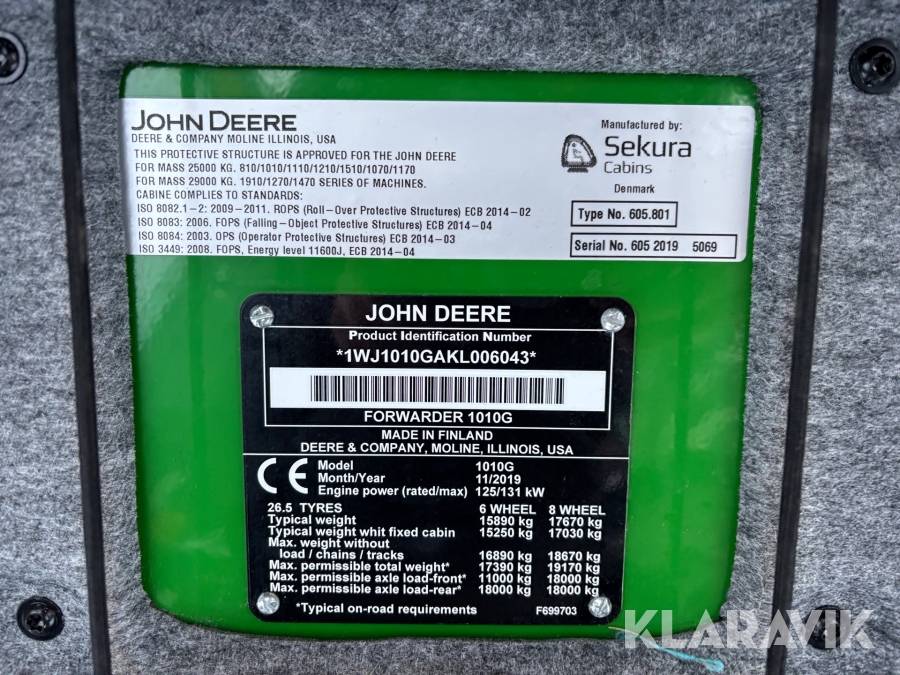 JOHN DEERE
DEERE & COMPANY MOLINE ILLINOIS, USA
THIS PROTECTIVE STRUCTURE IS APPROVED FOR THE JOHN DEERE
FOR MASS 25000 KG. 810/1010/1110/1210/1510/1070/1170
FOR MASS 29000 KG. 1910/1270/1470 SERIES OF MACHINES.
CABINE COMPLIES TO STANDARDS:
ISO 8082.1-2: 2009-2011. ROPS (Roll-Over Protective Structures) ECB 2014-02
ISO 8083: 2006. FOPS (Falling-Object Protective Structures) ECB 2014-04
ISO 8084: 2003. OPS (Operator Protective Structures) ECB 2014-03
ISO 3449: 2008. FOPS, Energy level 11600J, ECB 2014-04
Manufactured by:
Sekura
Cabins
Denmark
Type No. 605.801
Serial No. 605 2019 5069
JOHN DEERE
Product Identification Number
*1WJ1010GAKL006043*
FORWARDER 1010G
MADE IN FINLAND
DEERE & COMPANY, MOLINE, ILLINOIS, USA
CE
Model 1010G
Month/Year 11/2019
Engine power (rated/max) 125/131 kW
26.5 TYRES 6 WHEEL 8 WHEEL
Typical weight 15890 kg 17670 kg
Typical weight whit fixed cabin 15250 kg 17030 kg
Max. weight without
load / chains / tracks 16890 kg 18670 kg
Max. permissible total weight* 17390 kg 19170 kg
Max. permissible axle load-front* 11000 kg 18000 kg
Max. permissible axle load-rear* 18000 kg 18000 kg
*Typical on-road requirements F699703
KLARAVIK